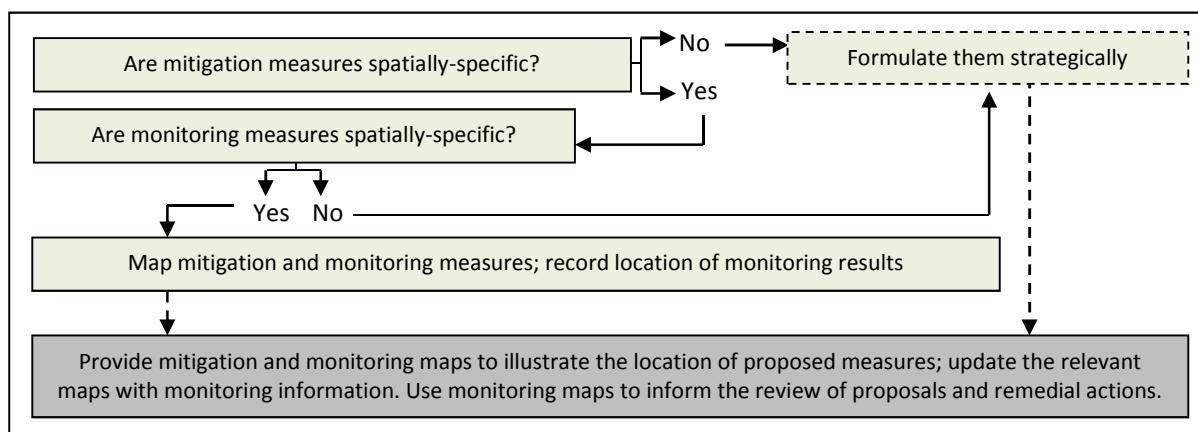 Are mitigation measures spatially-specific?
No
Formulate them strategically
Yes
Are monitoring measures spatially-specific?
Yes
No
Map mitigation and monitoring measures; record location of monitoring results
Provide mitigation and monitoring maps to illustrate the location of proposed measures; update the relevant
maps with monitoring information. Use monitoring maps to inform the review of proposals and remedial actions.